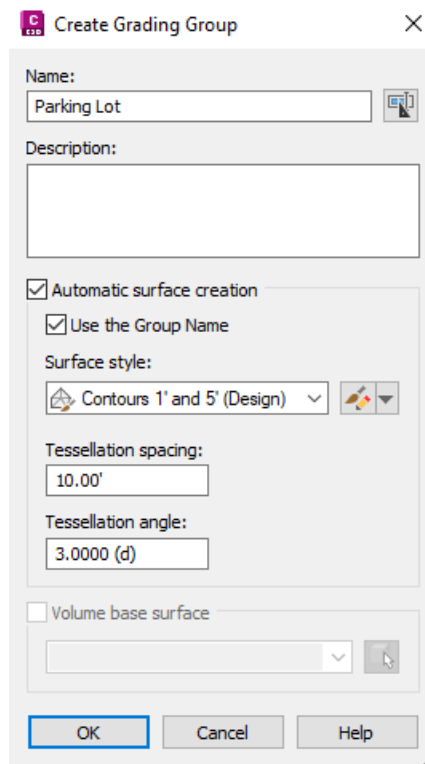 C
C3D
Create Grading Group
Name:
Parking Lot
Description:
Automatic surface creation
Use the Group Name
Surface style:
Contours 1' and 5' (Design)
Tessellation spacing:
10.00'
Tessellation angle:
3.0000 (d)
Volume base surface
OK Cancel Help